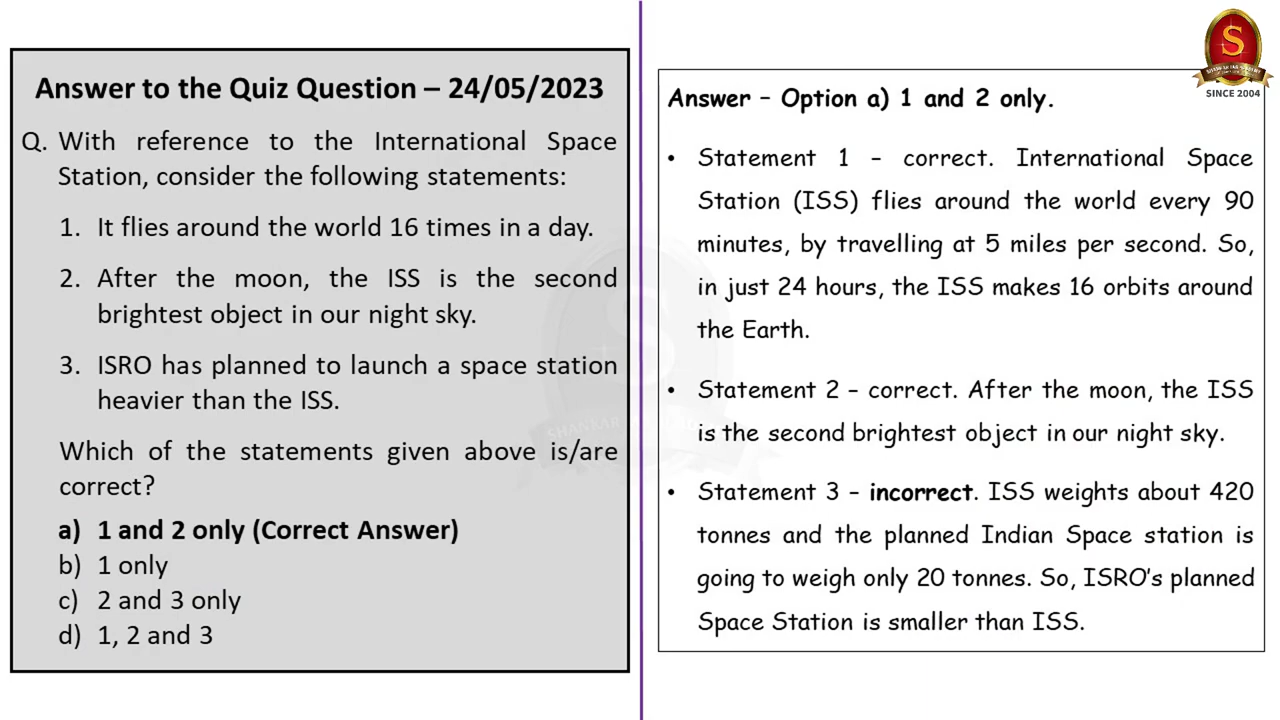 Answer to the Quiz Question – 24/05/2023
Q. With reference to the International Space
Station, consider the following statements:
1. It flies around the world 16 times in a day.
2. After the moon, the ISS is the second
brightest object in our night sky.
3. ISRO has planned to launch a space station
heavier than the ISS.
Which of the statements given above is/are
correct?
a) 1 and 2 only (Correct Answer)
b) 1 only
c) 2 and 3 only
d) 1, 2 and 3
S
SINCE 2004
Answer – Option a) 1 and 2 only.
• Statement 1 – correct. International Space
Station (ISS) flies around the world every 90
minutes, by travelling at 5 miles per second. So,
in just 24 hours, the ISS makes 16 orbits around
the Earth.
• Statement 2 – correct. After the moon, the ISS
is the second brightest object in our night sky.
• Statement 3 – incorrect. ISS weights about 420
tonnes and the planned Indian Space station is
going to weigh only 20 tonnes. So, ISRO's planned
Space Station is smaller than ISS.